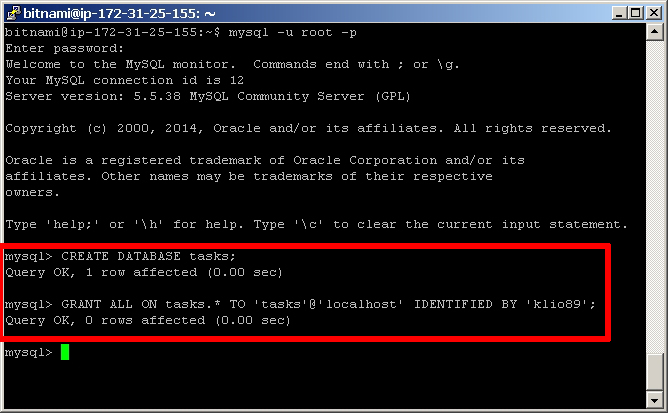 bitnami@ip-172-31-25-155: ~
bitnami@ip-172-31-25-155:~$ mysql -u root -p
Enter password:
Welcome to the MySQL monitor.  Commands end with ; or \g.
Your MySQL connection id is 12
Server version: 5.5.38 MySQL Community Server (GPL)
Copyright (c) 2000, 2014, Oracle and/or its affiliates. All rights reserved.
Oracle is a registered trademark of Oracle Corporation and/or its
affiliates. Other names may be trademarks of their respective
owners.
Type 'help;' or '\h' for help. Type '\c' to clear the current input statement.
mysql> CREATE DATABASE tasks;
Query OK, 1 row affected (0.00 sec)
mysql> GRANT ALL ON tasks.* TO 'tasks'@'localhost' IDENTIFIED BY 'klio89';
Query OK, 0 rows affected (0.00 sec)
mysql>